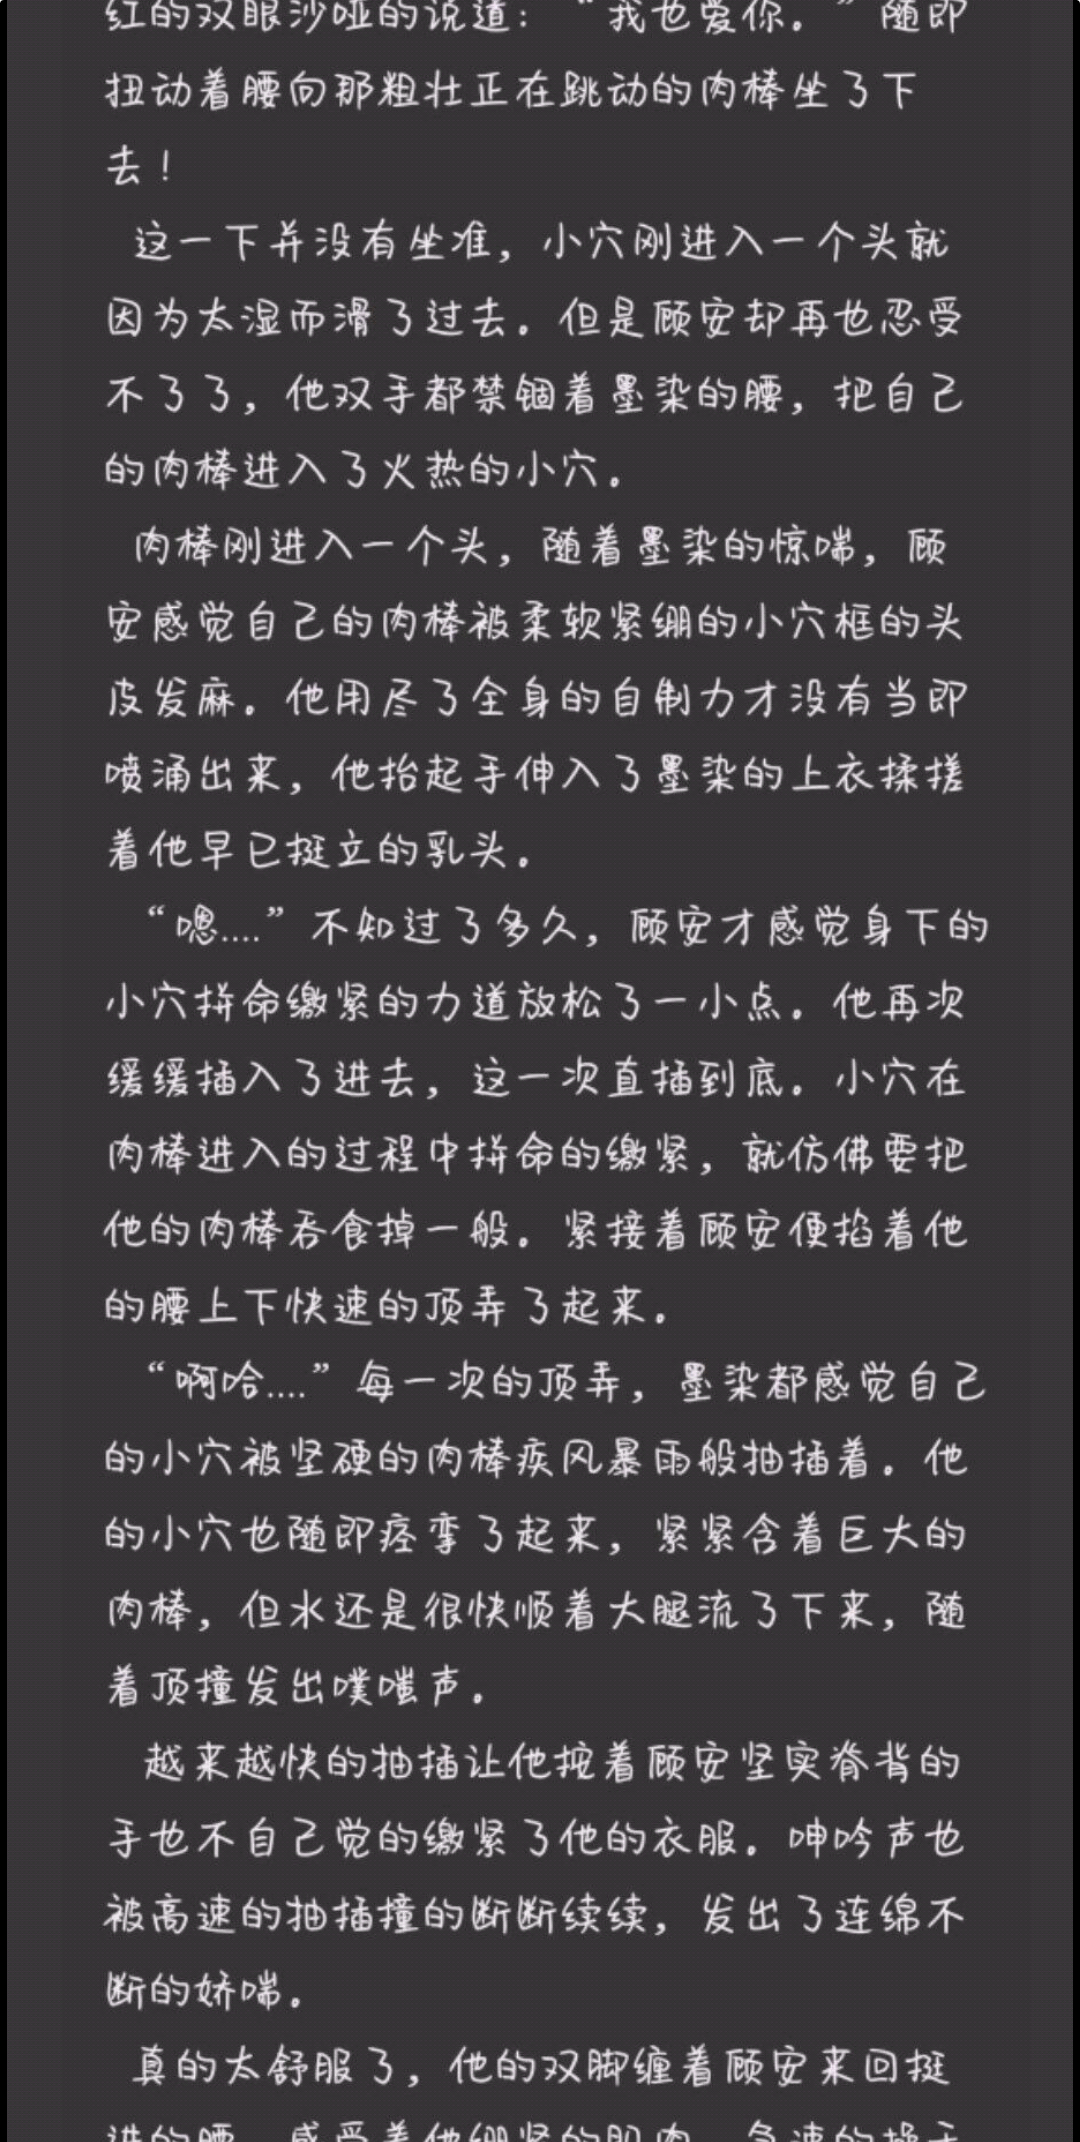 红的双眼沙哑的说道：“我也爱你。”随即
扭动着腰向那粗壮正在跳动的肉棒坐了下
去！
这一下并没有坐准，小穴刚进入一个头就
因为太湿而滑了过去。但是顾安却再也忍受
不了了，他双手都禁锢着墨染的腰，把自己
的肉棒进入了火热的小穴。
肉棒刚进入一个头，随着墨染的惊喘，顾
安感觉自己的肉棒被柔软紧绷的小穴框的头
皮发麻。他用尽了全身的自制力才没有当即
喷涌出来，他抬起手伸入了墨染的上衣揉搓
着他早已挺立的乳头。
“嗯....”不知过了多久，顾安才感觉身下的
小穴拼命缴紧的力道放松了一小点。他再次
缓缓插入了进去，这一次直插到底。小穴在
肉棒进入的过程中拼命的缴紧，就仿佛要把
他的肉棒吞食掉一般。紧接着顾安便掐着他
的腰上下快速的顶弄了起来。
“啊哈....”每一次的顶弄，墨染都感觉自己
的小穴被坚硬的肉棒疾风暴雨般抽插着。他
的小穴也随即痉挛了起来，紧紧含着巨大的
肉棒，但水还是很快顺着大腿流了下来，随
着顶撞发出噗嗤声。
越来越快的抽插让他挖着顾安坚实脊背的
手也不自己觉的缴紧了他的衣服。呻吟声也
被高速的抽插撞的断断续续，发出了连绵不
断的娇喘。
真的太舒服了，他的双脚缠着顾安来回挺
进的腰，感受着他绷紧的肌肉，急速的操干